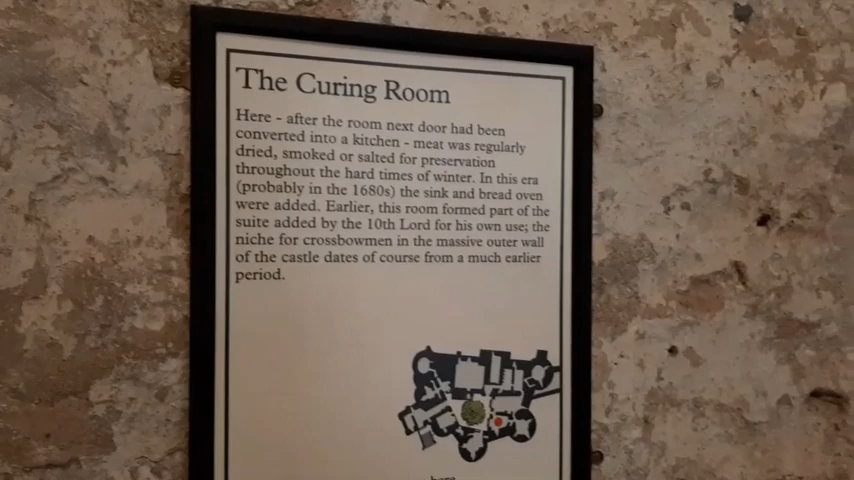 The Curing Room
Here - after the room next door had been
converted into a kitchen - meat was regularly
dried, smoked or salted for preservation
throughout the hard times of winter. In this era
(probably in the 1680s) the sink and bread oven
were added. Earlier, this room formed part of the
suite added by the 10th Lord for his own use; the
niche for crossbowmen in the massive outer wall
of the castle dates of course from a much earlier
period.